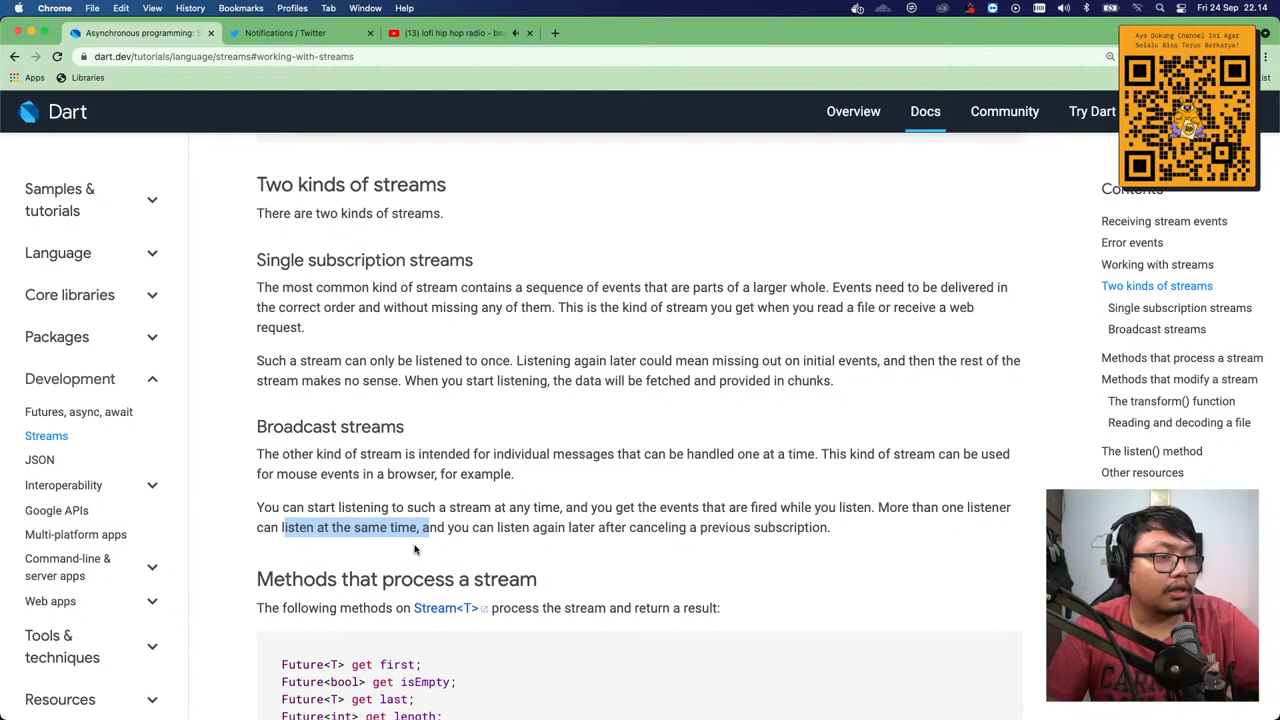 Chrome File Edit View History Bookmarks Profiles Tab Window Help Fri 24 Sep 22.14
Asynchronous programming: S
Notifications / Twitter
(13) lofi hip hop radio - be
dart.dev/tutorials/language/streams#working-with-streams
Apps Libraries
Ayo Dukung Channel Ini Agar
Selalu Bisa Terus Berkarya!
Dart
Overview Docs Community Try Dart
Samples &
tutorials
Language
Core libraries
Packages
Development
Futures, async, await
Streams
JSON
Interoperability
Google APIs
Multi-platform apps
Command-line &
server apps
Web apps
Tools &
techniques
Resources
Two kinds of streams
There are two kinds of streams.
Single subscription streams
The most common kind of stream contains a sequence of events that are parts of a larger whole. Events need to be delivered in
the correct order and without missing any of them. This is the kind of stream you get when you read a file or receive a web
request.
Such a stream can only be listened to once. Listening again later could mean missing out on initial events, and then the rest of the
stream makes no sense. When you start listening, the data will be fetched and provided in chunks.
Broadcast streams
The other kind of stream is intended for individual messages that can be handled one at a time. This kind of stream can be used
for mouse events in a browser, for example.
You can start listening to such a stream at any time, and you get the events that are fired while you listen. More than one listener
can listen at the same time, and you can listen again later after canceling a previous subscription.
Methods that process a stream
The following methods on Stream<T> process the stream and return a result:
Future<T> get first;
Future<bool> get isEmpty;
Future<T> get last;
Future<int> get length;
Contents
Receiving stream events
Error events
Working with streams
Two kinds of streams
Single subscription streams
Broadcast streams
Methods that process a stream
Methods that modify a stream
The transform() function
Reading and decoding a file
The listen() method
Other resources